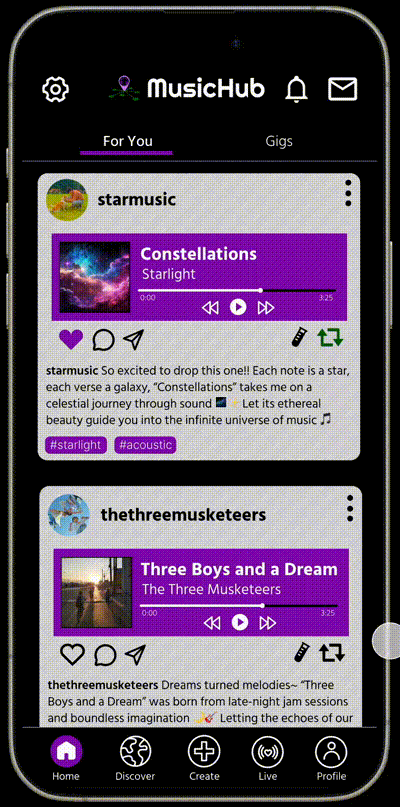 MusicHub
For You
Gigs
starmusic
Constellations
Starlight
0:00
3:25
starmusic So excited to drop this one!! Each note is a star,
each verse a galaxy, “Constellations” takes me on a
celestial journey through sound 🌌 ✨ Let its ethereal
beauty guide you into the infinite universe of music 🎵
#starlight #acoustic
thethreemusketeers
Three Boys and a Dream
The Three Musketeers
0:00
3:25
thethreemusketeers Dreams turned melodies~ “Three
Boys and a Dream” was born from late-night jam sessions
and boundless imagination 💫🎸 Letting the echoes of our
Home
Discover
Create
Live
Profile